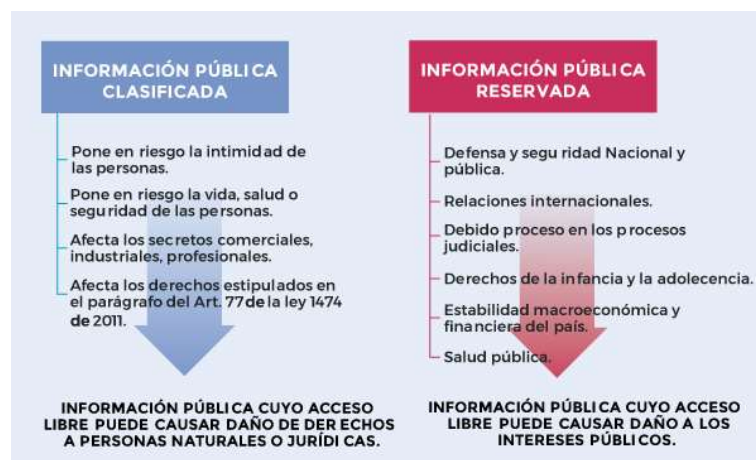 INFORMACIÓN PÚBLICA
CLASIFICADA
Pone en riesgo la intimidad de
las personas.
Pone en riesgo la vida, salud o
seguridad de las personas.
Afecta los secretos comerciales,
industriales, profesionales.
Afecta los derechos estipulados en
el parágrafo del Art. 77 de la ley 1474
de 2011.
INFORMACIÓN PÚBLICA CUYO ACCESO
LIBRE PUEDE CAUSAR DAÑO DE DERECHOS
A PERSONAS NATURALES O JURÍDICAS.
INFORMACIÓN PÚBLICA
RESERVADA
Defensa y seguridad Nacional y
pública.
Relaciones internacionales.
Debido proceso en los procesos
judiciales.
Derechos de la infancia y la adolecencia.
Estabilidad macroeconómica y
financiera del país.
Salud pública.
INFORMACIÓN PÚBLICA CUYO ACCESO
LIBRE PUEDE CAUSAR DAÑO A LOS
INTERESES PÚBLICOS.